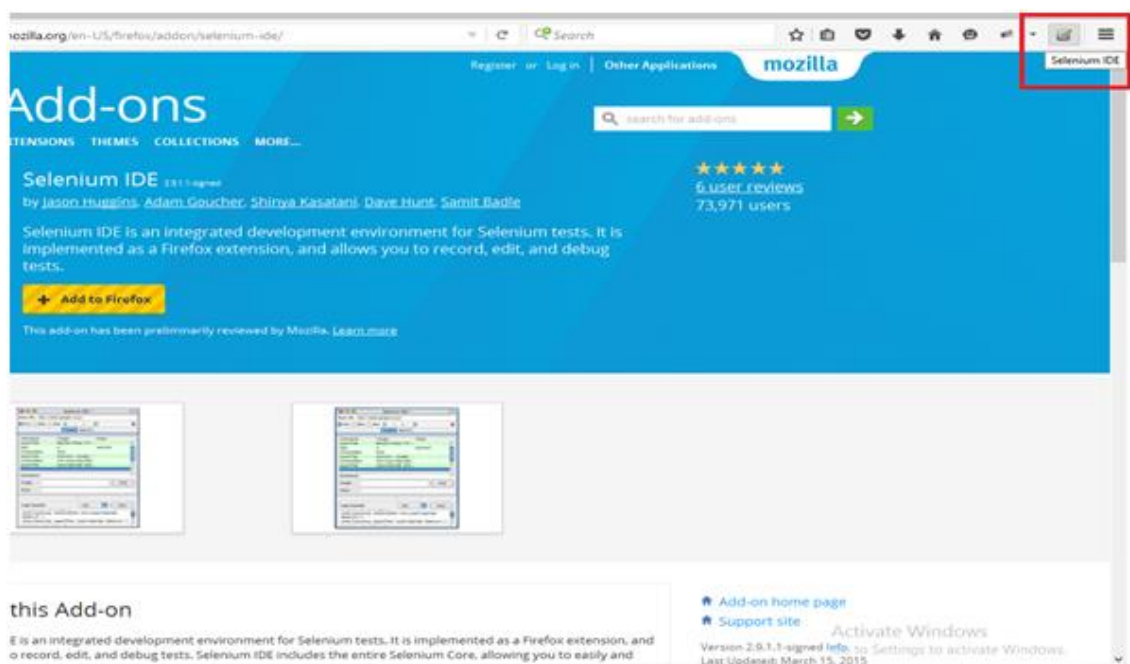 mozilla.org/en-US/firefox/addon/selenium-ide/
Search
Selenium IDE
Register or Log in | Other Applications
mozilla
Add-ons
search for add-ons
EXTENSIONS THEMES COLLECTIONS MORE...
Selenium IDE 2.9.1.1-signed
by Jason Huggins, Adam Goucher, Shinya Kasatani, Dave Hunt, Samit Badle
6 user reviews
73,971 users
Selenium IDE is an integrated development environment for Selenium tests. It is
implemented as a Firefox extension, and allows you to record, edit, and debug
tests.
+ Add to Firefox
This add-on has been preliminarily reviewed by Mozilla. Learn more
this Add-on
E is an integrated development environment for Selenium tests. It is implemented as a Firefox extension, and
o record, edit, and debug tests. Selenium IDE includes the entire Selenium Core, allowing you to easily and
Add-on home page
Support site
Activate Windows
to Settings to activate Windows.
Version 2.9.1.1-signed Info
Last Updated: March 15, 2015